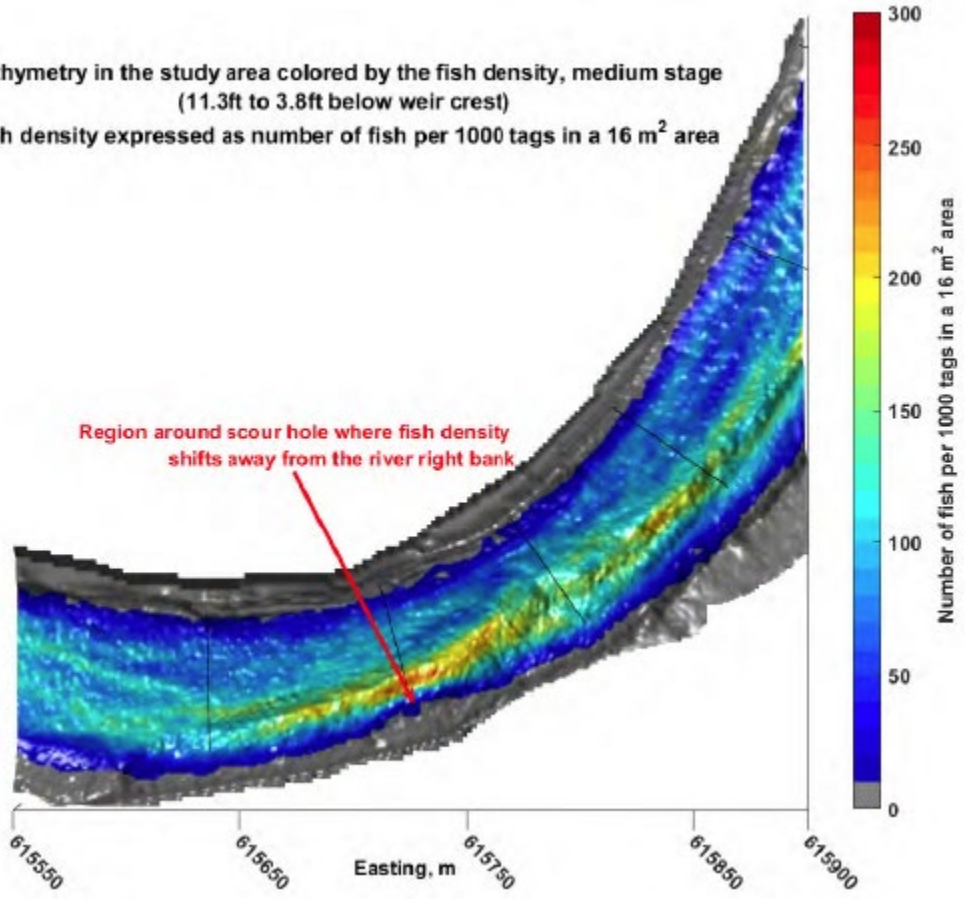 thymetry in the study area colored by the fish density, medium stage
(11.3ft to 3.8ft below weir crest)
h density expressed as number of fish per 1000 tags in a 16 m² area
300
250
200
150
100
50
0
Number of fish per 1000 tags in a 16 m² area
Region around scour hole where fish density
shifts away from the river right bank
615550
615650
615750
615850
615900
Easting, m